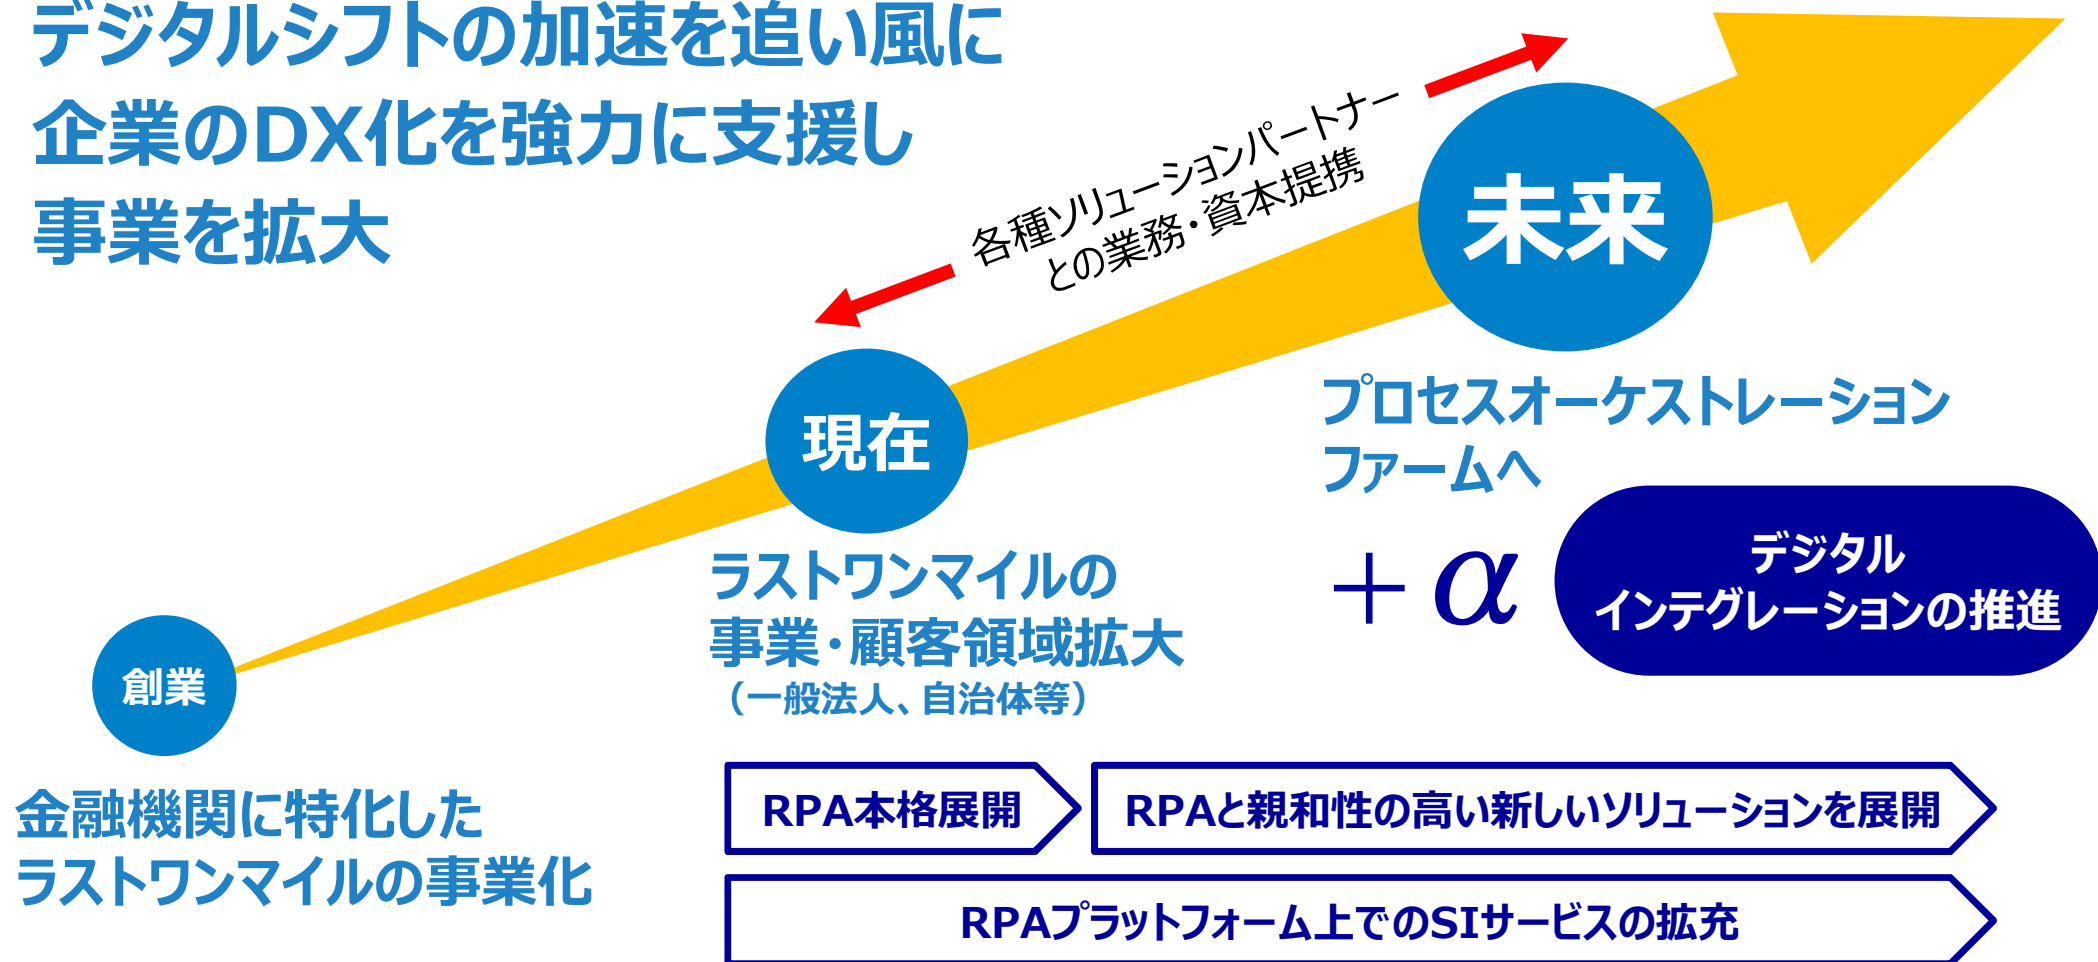 デジタルシフトの加速を追い風に
企業のDX化を強力に支援し
事業を拡大
各種ソリューションパートナー
との業務・資本提携
未来
現在
創業
プロセスオーケストレーション
ファームへ
＋α
デジタル
インテグレーションの推進
ラストワンマイルの
事業・顧客領域拡大
（一般法人、自治体等）
金融機関に特化した
ラストワンマイルの事業化
RPA本格展開
RPAと親和性の高い新しいソリューションを展開
RPAプラットフォーム上でのSIサービスの拡充